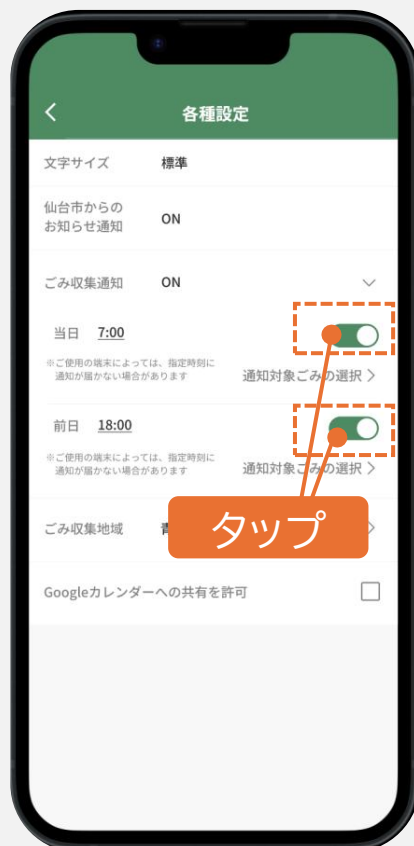 各種設定
文字サイズ 標準
仙台市からの
お知らせ通知 ON
ごみ収集通知 ON
当日 7:00
※ご使用の端末によっては、指定時刻に
通知が届かない場合があります
通知対象ごみの選択
前日 18:00
※ご使用の端末によっては、指定時刻に
通知が届かない場合があります
通知対象ごみの選択
タップ
ごみ収集地域
Googleカレンダーへの共有を許可